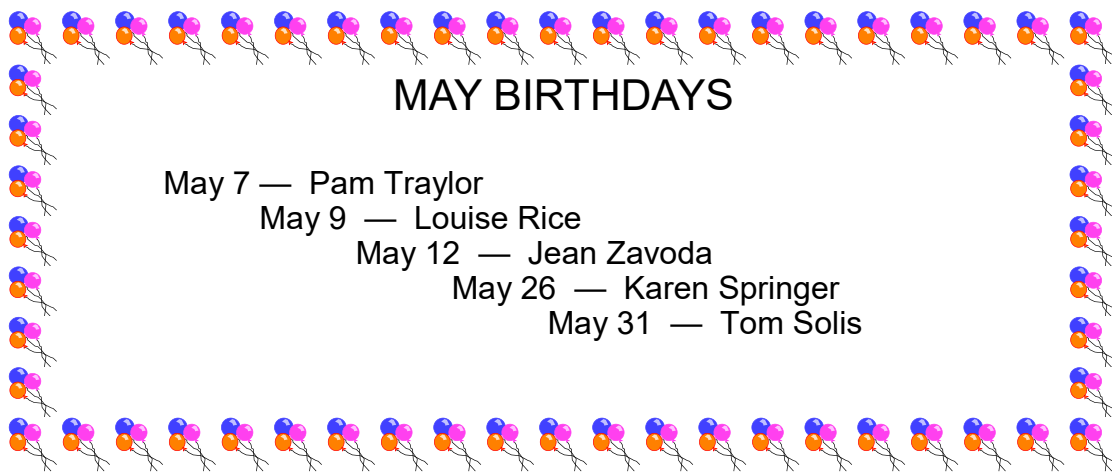 MAY BIRTHDAYS
May 7 — Pam Traylor
May 9 — Louise Rice
May 12 — Jean Zavoda
May 26 — Karen Springer
May 31 — Tom Solis